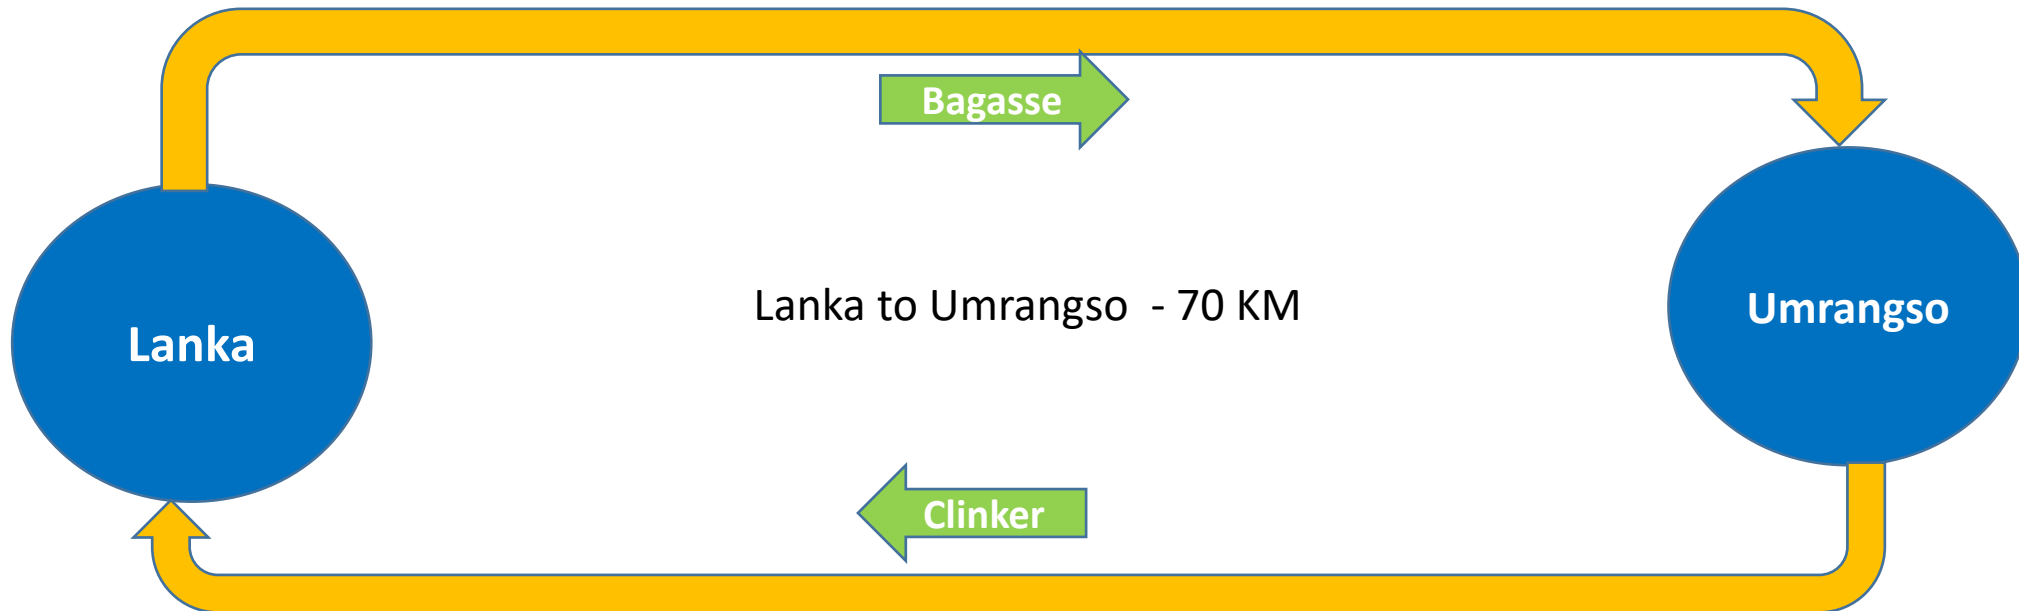 Bagasse
Lanka to Umrangso - 70 KM
Umrangso
Lanka
Clinker